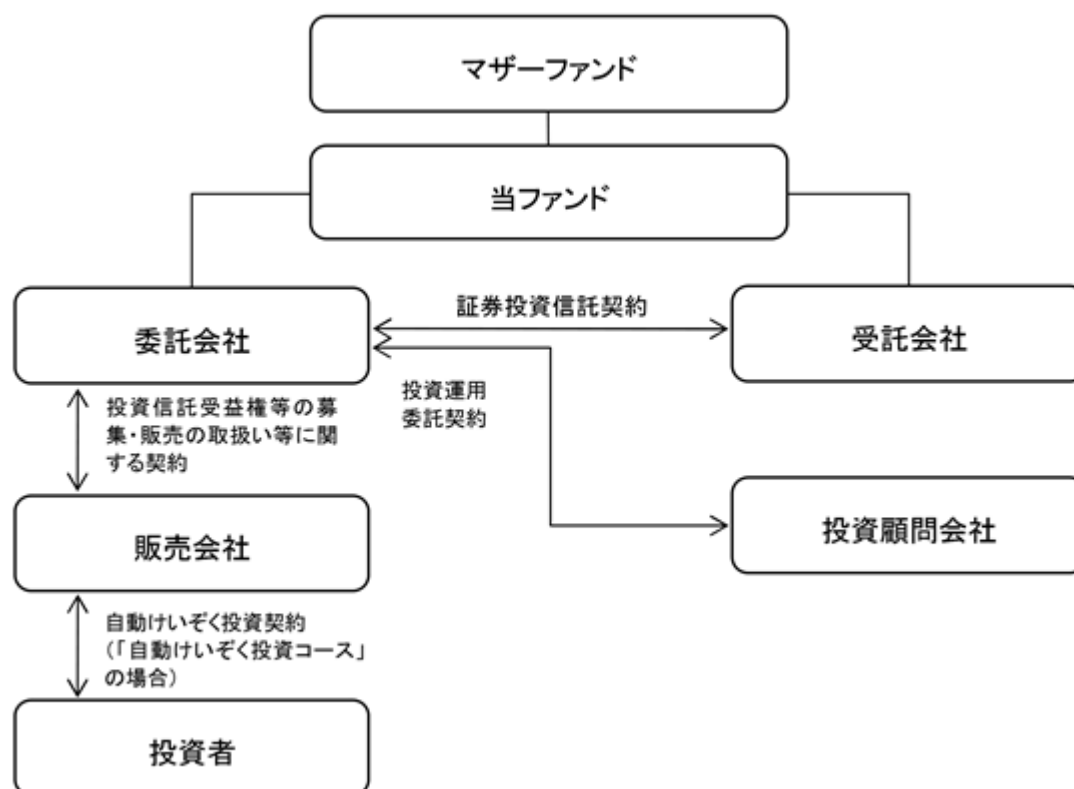 マザーファンド
当ファンド
委託会社
証券投資信託契約
受託会社
投資運用
委託契約
投資信託受益権等の募
集・販売の取扱い等に関
する契約
販売会社
投資顧問会社
自動けいぞく投資契約
(「自動けいぞく投資コース」
の場合)
投資者